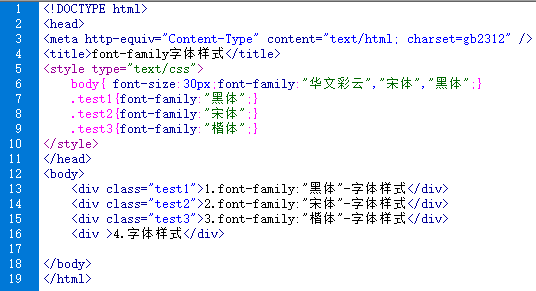 1 <!DOCTYPE html>
2 <head>
3 <meta http-equiv="Content-Type" content="text/html; charset=gb2312" />
4 <title>font-family字体样式</title>
5 <style type="text/css">
6 body{ font-size:30px;font-family:"华文彩云","宋体","黑体";}
7 .test1{font-family:"黑体";}
8 .test2{font-family:"宋体";}
9 .test3{font-family:"楷体";}
10 </style>
11 </head>
12 <body>
13 <div class="test1">1.font-family:"黑体"-字体样式</div>
14 <div class="test2">2.font-family:"宋体"-字体样式</div>
15 <div class="test3">3.font-family:"楷体"-字体样式</div>
16 <div >4.字体样式</div>
17
18 </body>
19 </html>